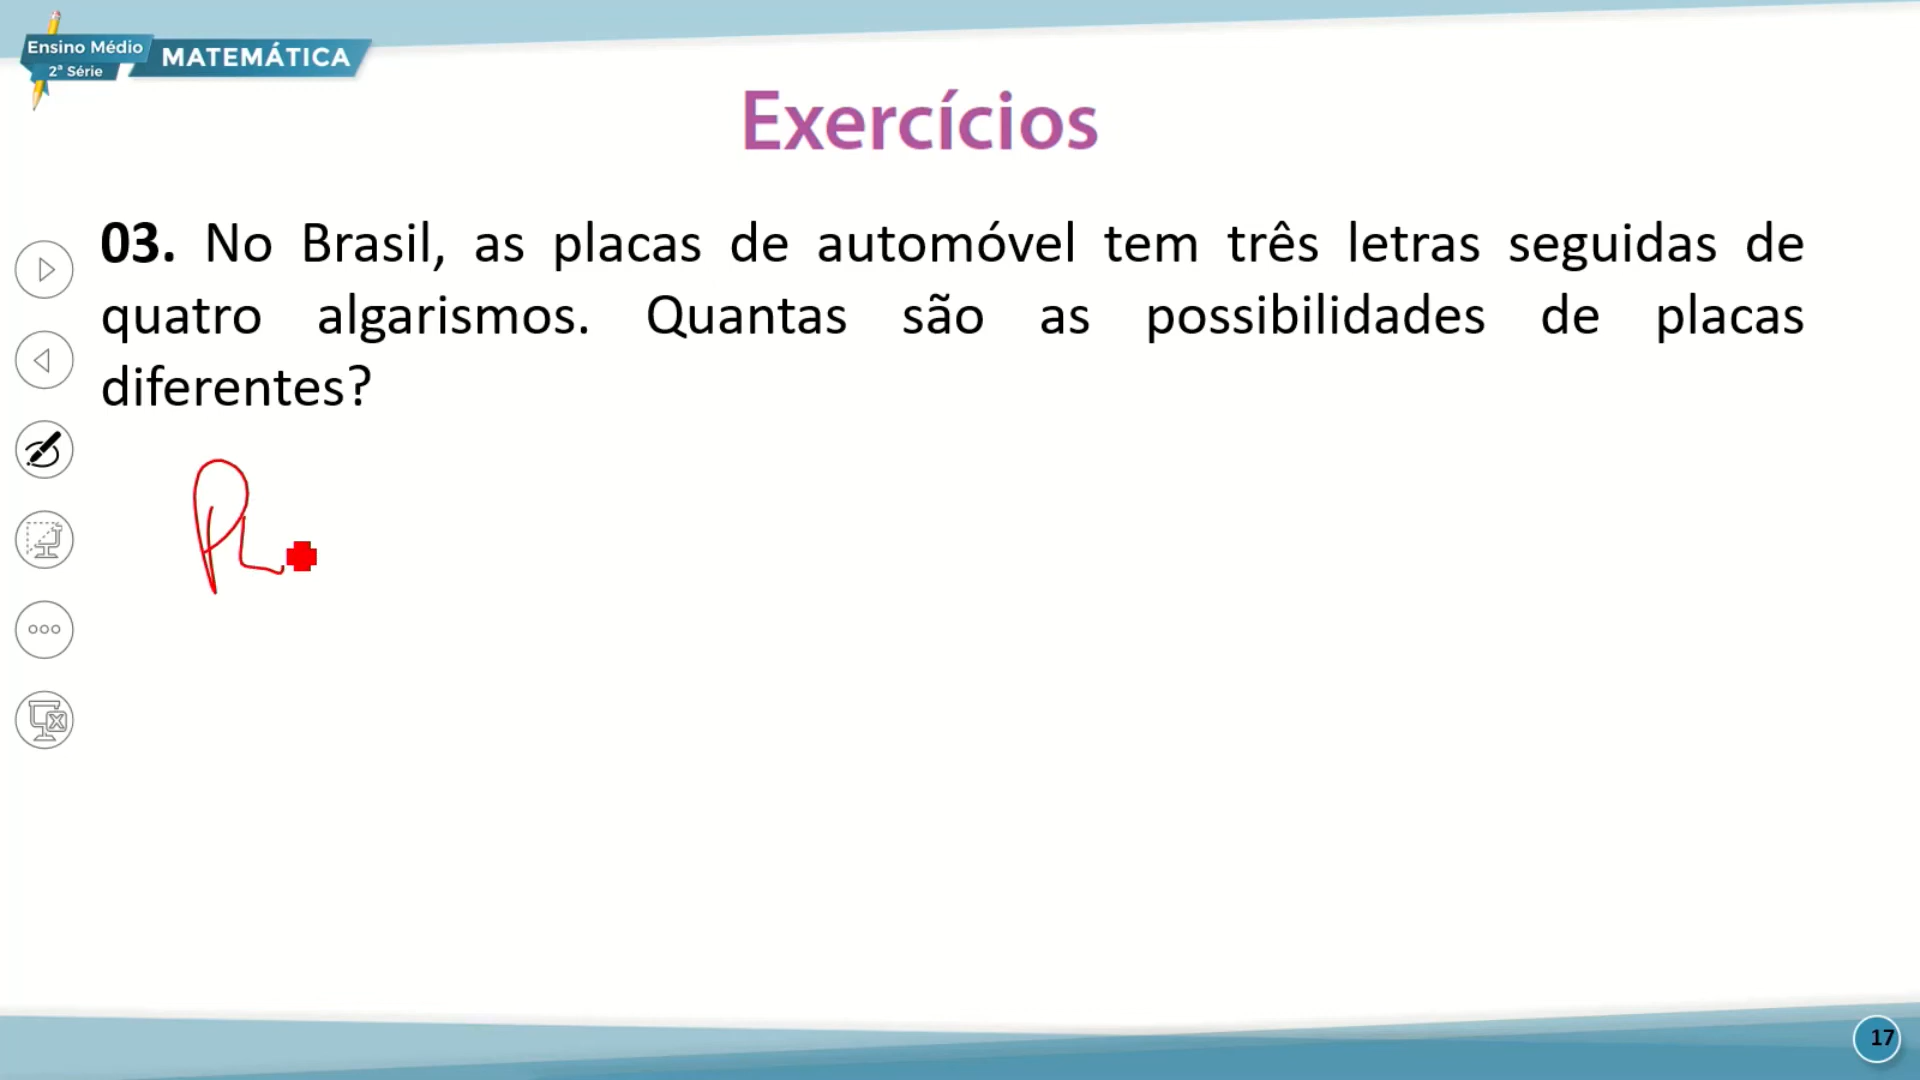 Ensino Médio
2ª Série
MATEMÁTICA
Exercícios
03. No Brasil, as placas de automóvel tem três letras seguidas de
quatro algarismos. Quantas são as possibilidades de placas
diferentes?
PL
17